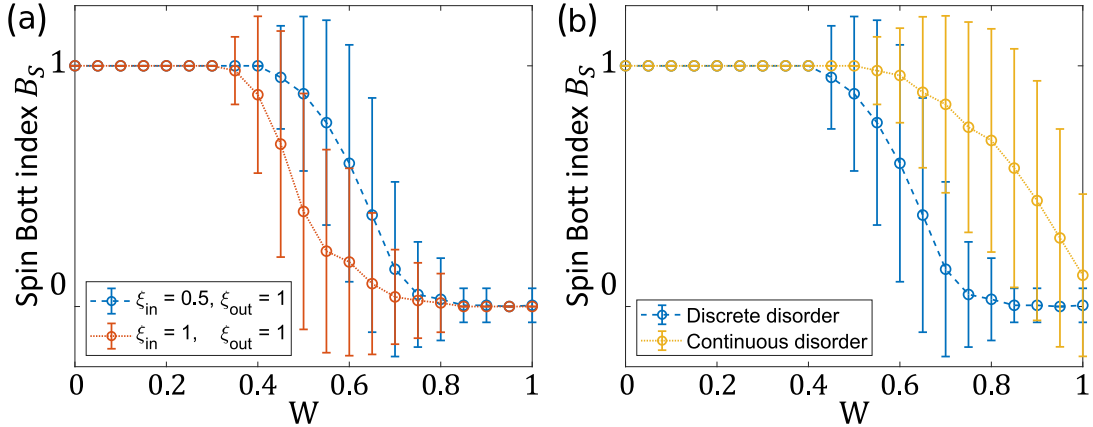 (a)
Spin Bott index B_S
1
0
ξ_in = 0.5, ξ_out = 1
ξ_in = 1, ξ_out = 1
0 0.2 0.4 0.6 0.8 1
W
(b)
Spin Bott index B_S
1
0
Discrete disorder
Continuous disorder
0 0.2 0.4 0.6 0.8 1
W